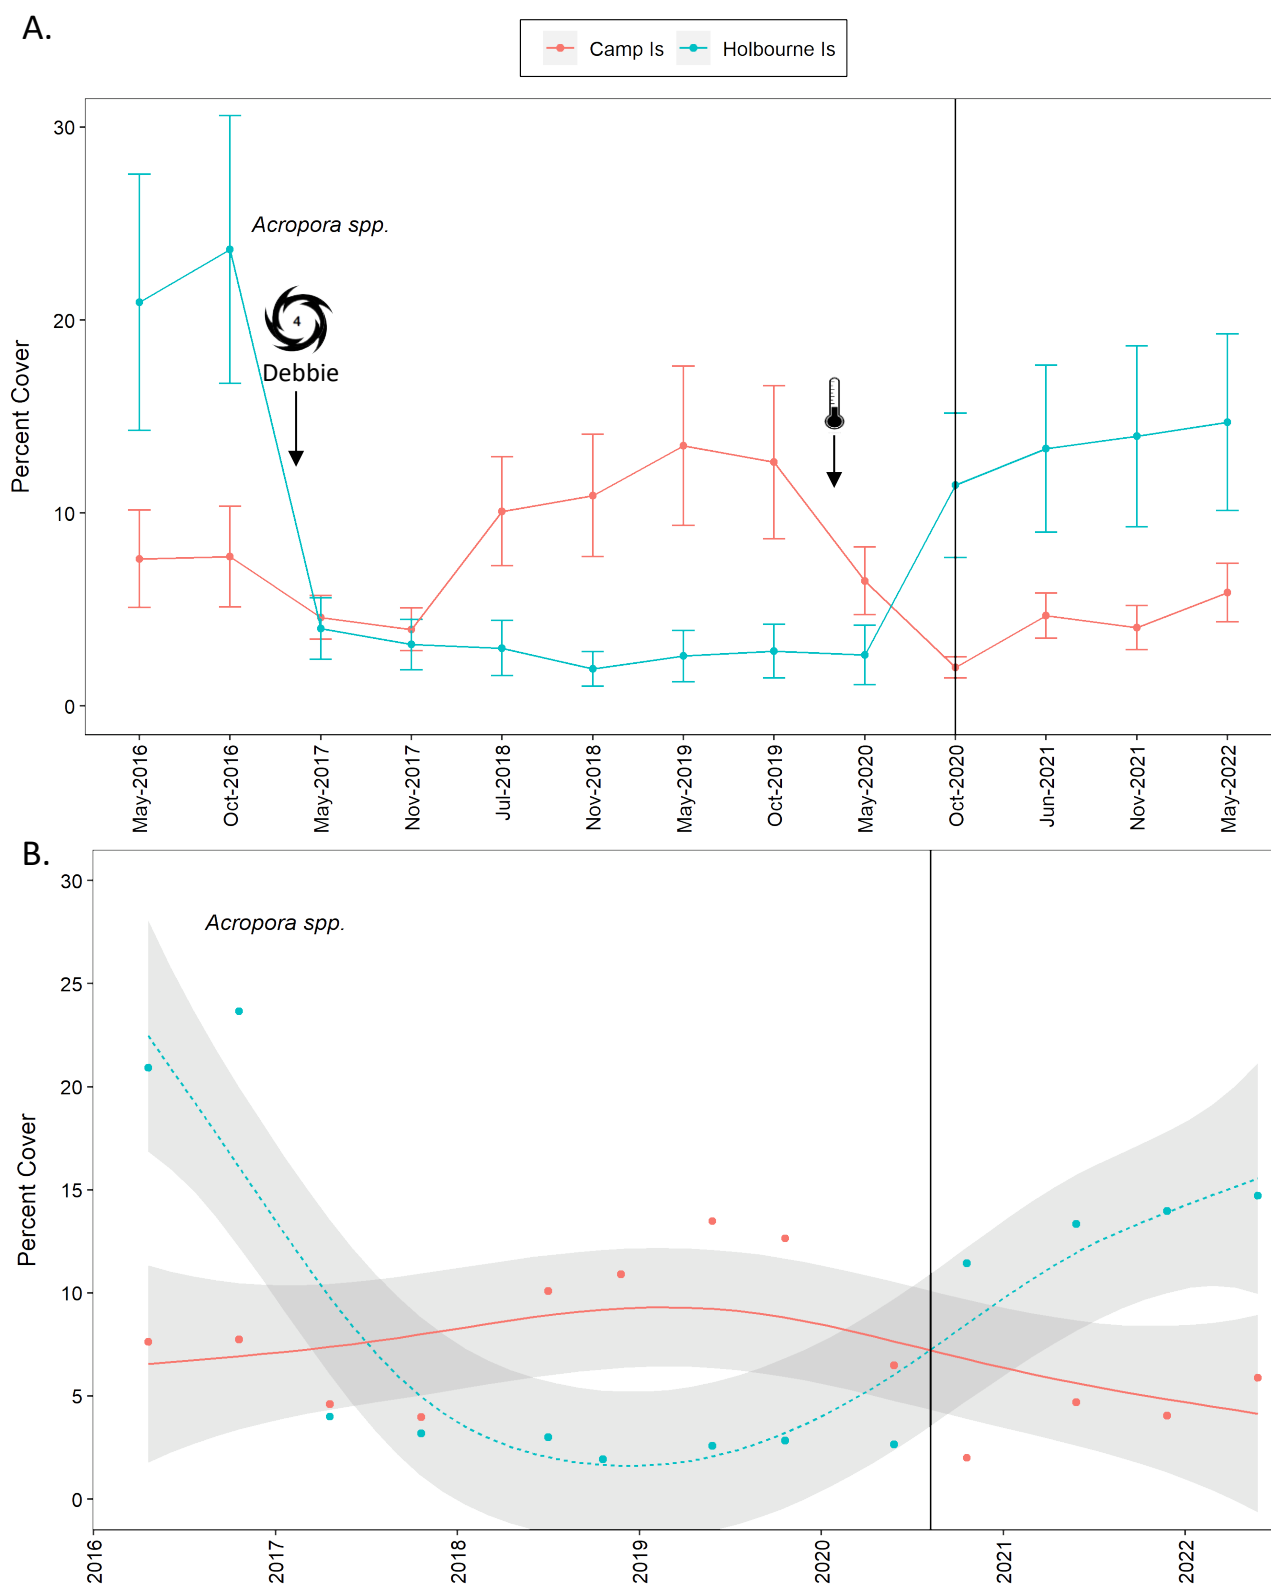 A.
Camp Is Holbourne Is
30
20
10
0
Percent Cover
Acropora spp.
4
Debbie
May-2016
Oct-2016
May-2017
Nov-2017
Jul-2018
Nov-2018
May-2019
Oct-2019
May-2020
Oct-2020
Jun-2021
Nov-2021
May-2022
B.
30
25
20
15
10
5
0
Percent Cover
Acropora spp.
2016
2017
2018
2019
2020
2021
2022